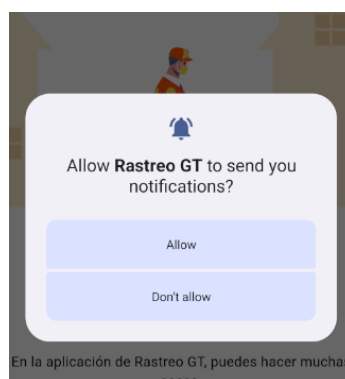 Allow Rastreo GT to send you
notifications?
Allow
Don't allow
En la aplicación de Rastreo GT, puedes hacer mucha